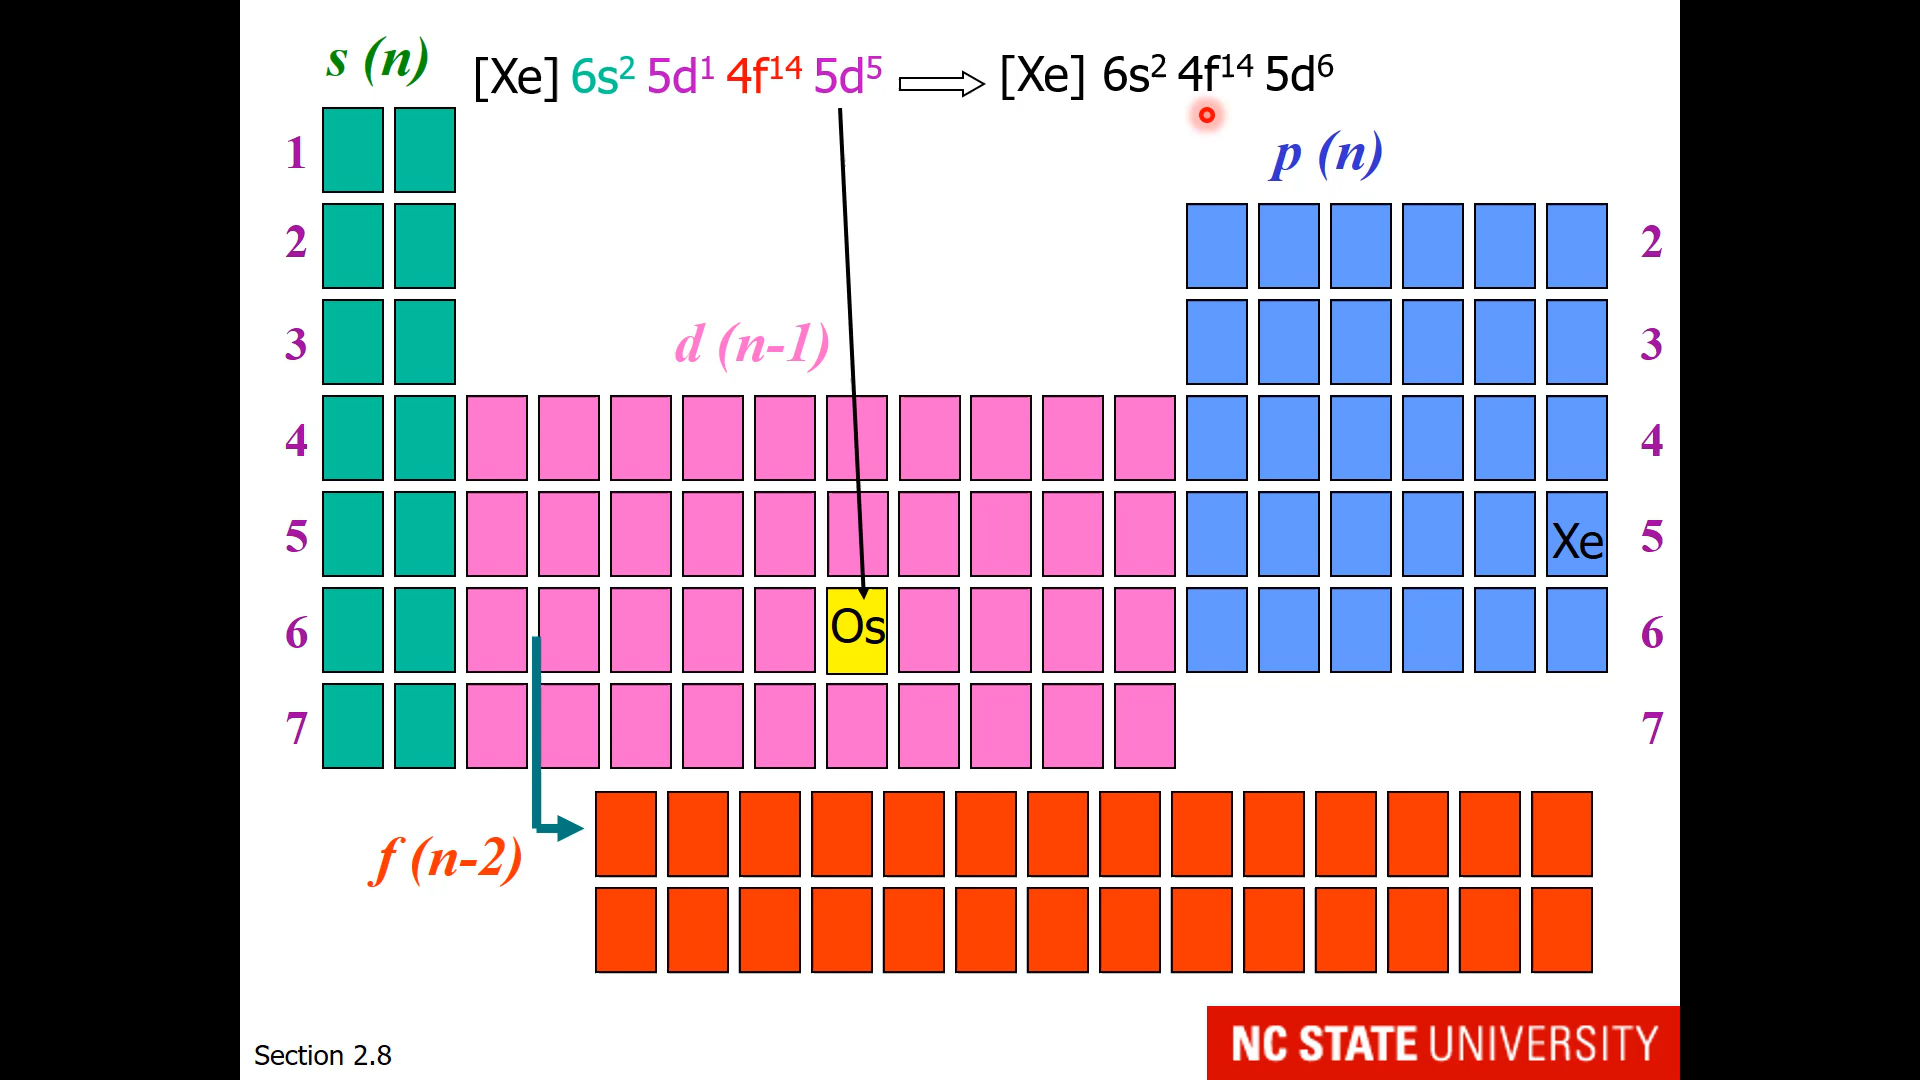 s (n)
[Xe] 6s² 5d¹ 4f¹⁴ 5d⁵ ⇨ [Xe] 6s² 4f¹⁴ 5d⁶
1
p (n)
2 2
3 d (n-1) 3
4 4
5 Xe 5
6 Os 6
7 7
f (n-2)
Section 2.8
NC STATE UNIVERSITY